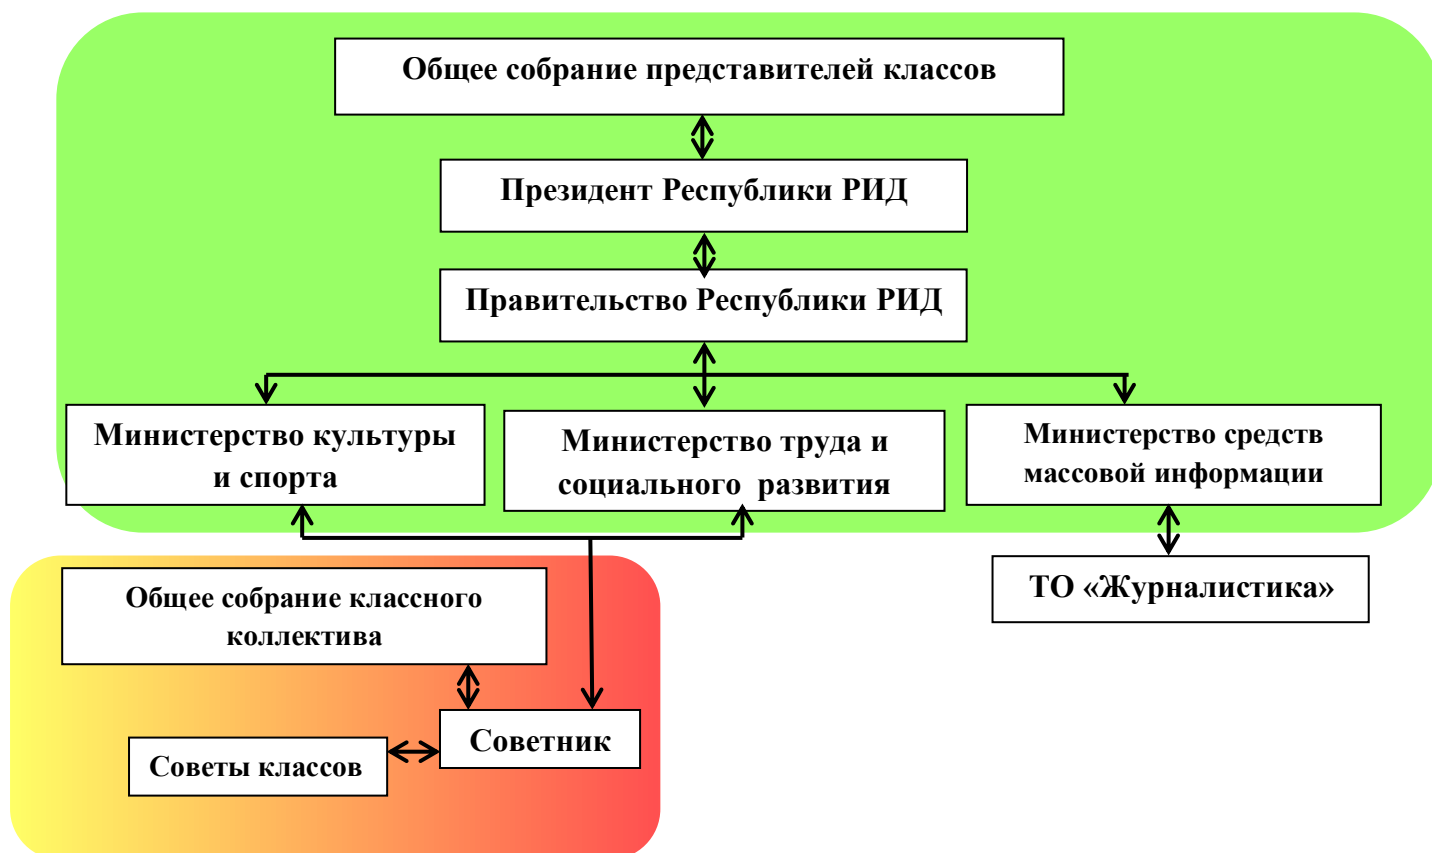 Общее собрание представителей классов
Президент Республики РИД
Правительство Республики РИД
Министерство культуры
и спорта
Министерство труда и
социального развития
Министерство средств
массовой информации
Общее собрание классного
коллектива
ТО «Журналистика»
Советник
Советы классов